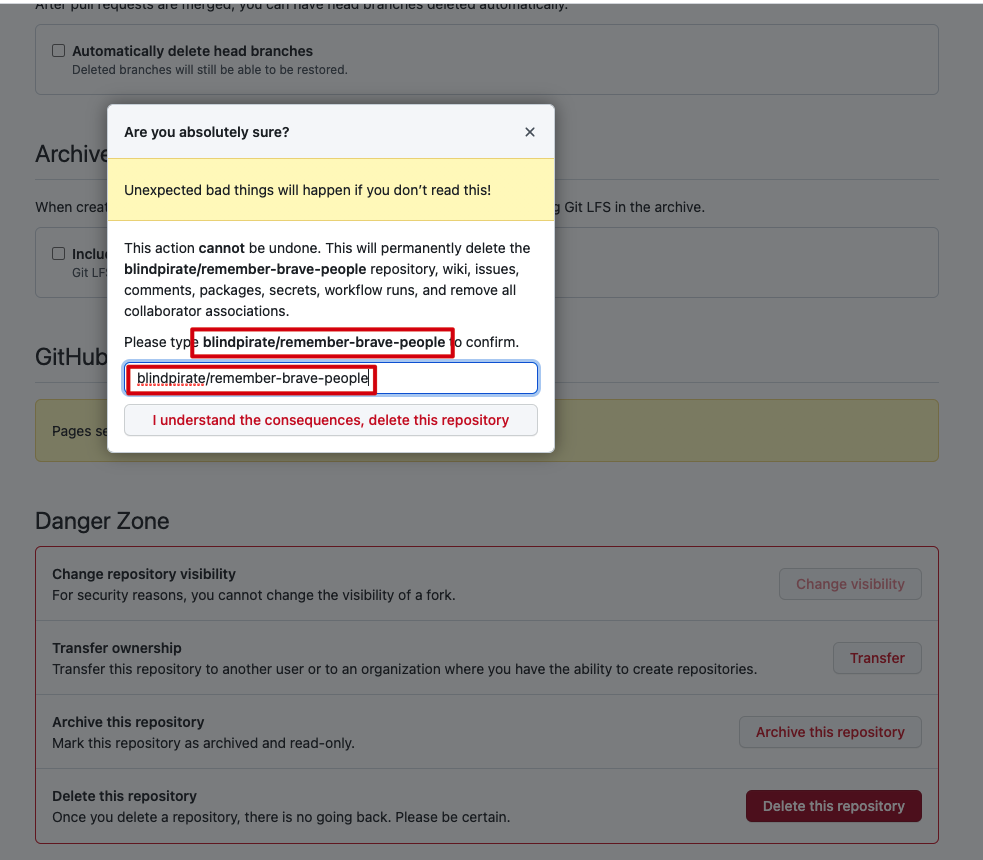 After pull requests are merged, you can have head branches deleted automatically.
Automatically delete head branches
Deleted branches will still be able to be restored.
Are you absolutely sure?
Archive
Unexpected bad things will happen if you don't read this!
When
g Git LFS in the archive.
This action cannot be undone. This will permanently delete the
blindpirate/remember-brave-people repository, wiki, issues,
comments, packages, secrets, workflow runs, and remove all
collaborator associations.
Git
Please type blindpirate/remember-brave-people to confirm.
GitHub
blindpirate/remember-brave-people
I understand the consequences, delete this repository
Pages
Danger Zone
Change repository visibility
For security reasons, you cannot change the visibility of a fork.
Change visibility
Transfer ownership
Transfer this repository to another user or to an organization where you have the ability to create repositories.
Transfer
Archive this repository
Mark this repository as archived and read-only.
Archive this repository
Delete this repository
Once you delete a repository, there is no going back. Please be certain.
Delete this repository